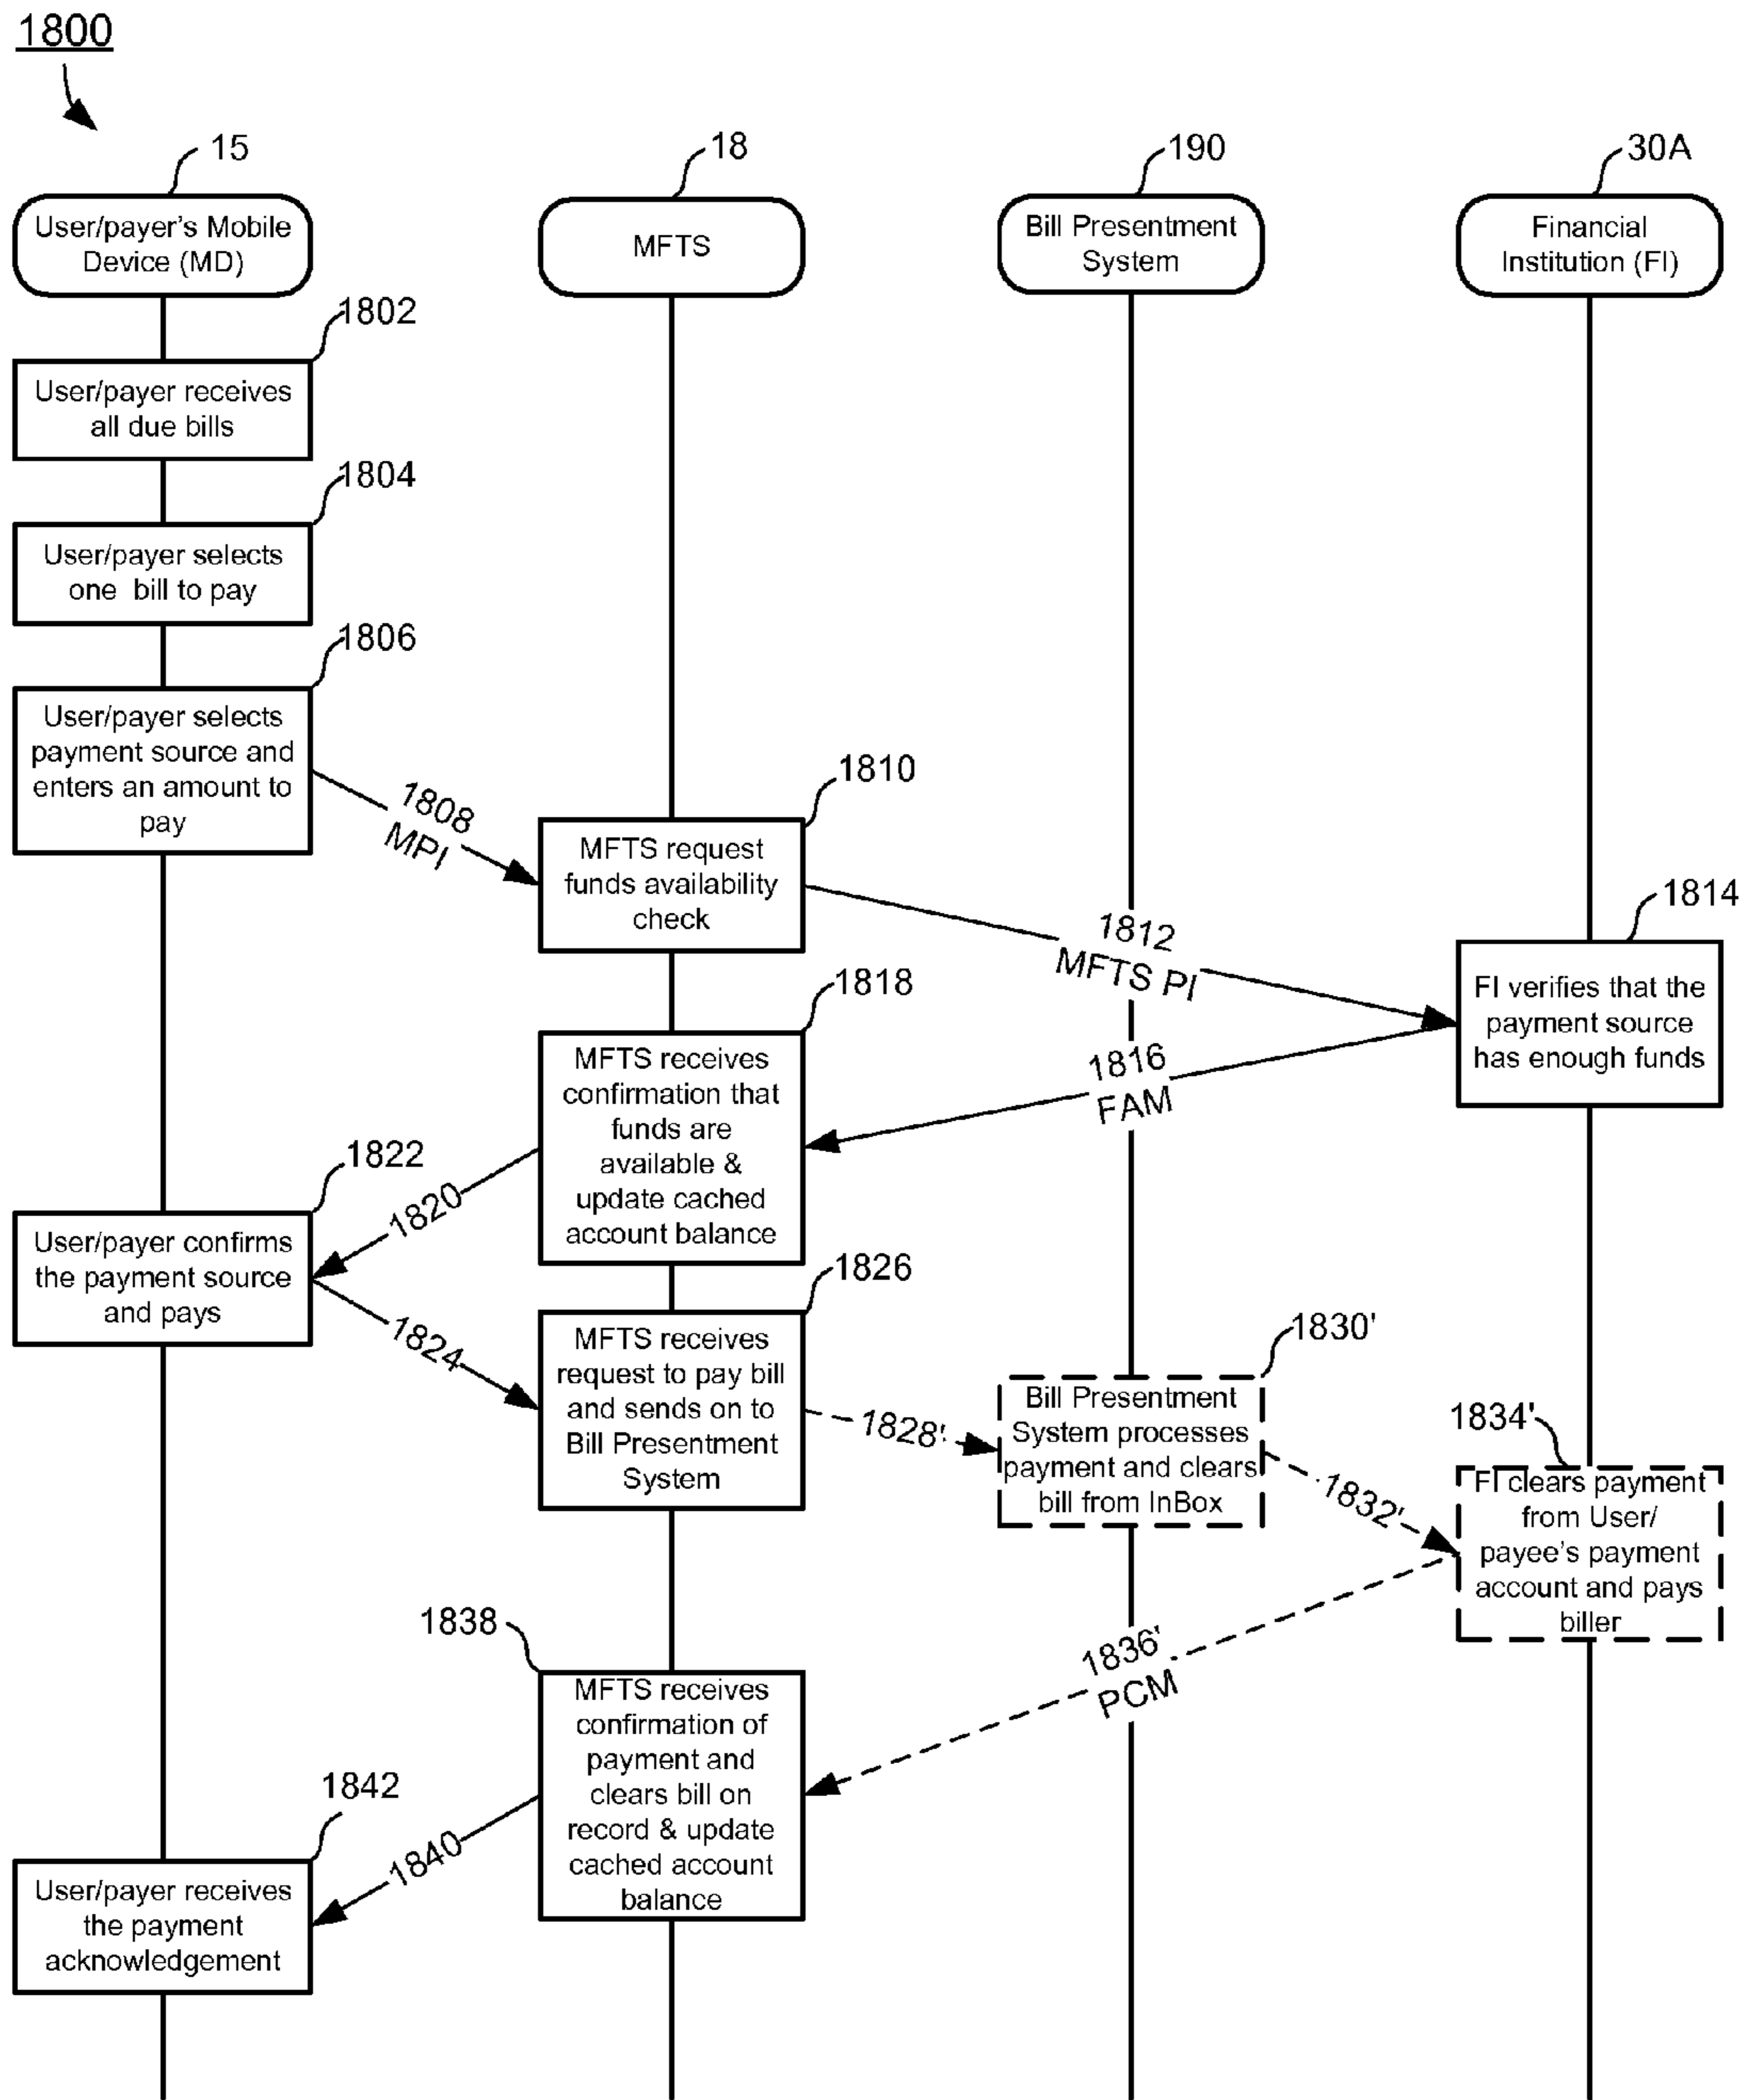 1800
15
18
190
30A
User/payer's Mobile
Device (MD)
MFTS
Bill Presentment
System
Financial
Institution (FI)
1802
User/payer receives
all due bills
1804
User/payer selects
one bill to pay
1806
User/payer selects
payment source and
enters an amount to
pay
1808
MPI
1810
MFTS request
funds availability
check
1812
MFTS PI
1814
FI verifies that the
payment source
has enough funds
1816
FAM
1818
MFTS receives
confirmation that
funds are
available &
update cached
account balance
1820
1822
User/payer confirms
the payment source
and pays
1824
1826
MFTS receives
request to pay bill
and sends on to
Bill Presentment
System
1828'
1830'
Bill Presentment
System processes
payment and clears
bill from InBox
1832'
1834'
FI clears payment
from User/
payee's payment
account and pays
biller
1836'
PCM
1838
MFTS receives
confirmation of
payment and
clears bill on
record & update
cached account
balance
1840
1842
User/payer receives
the payment
acknowledgement